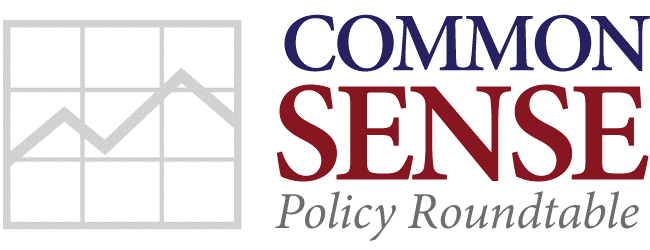 COMMON
SENSE
Policy Roundtable